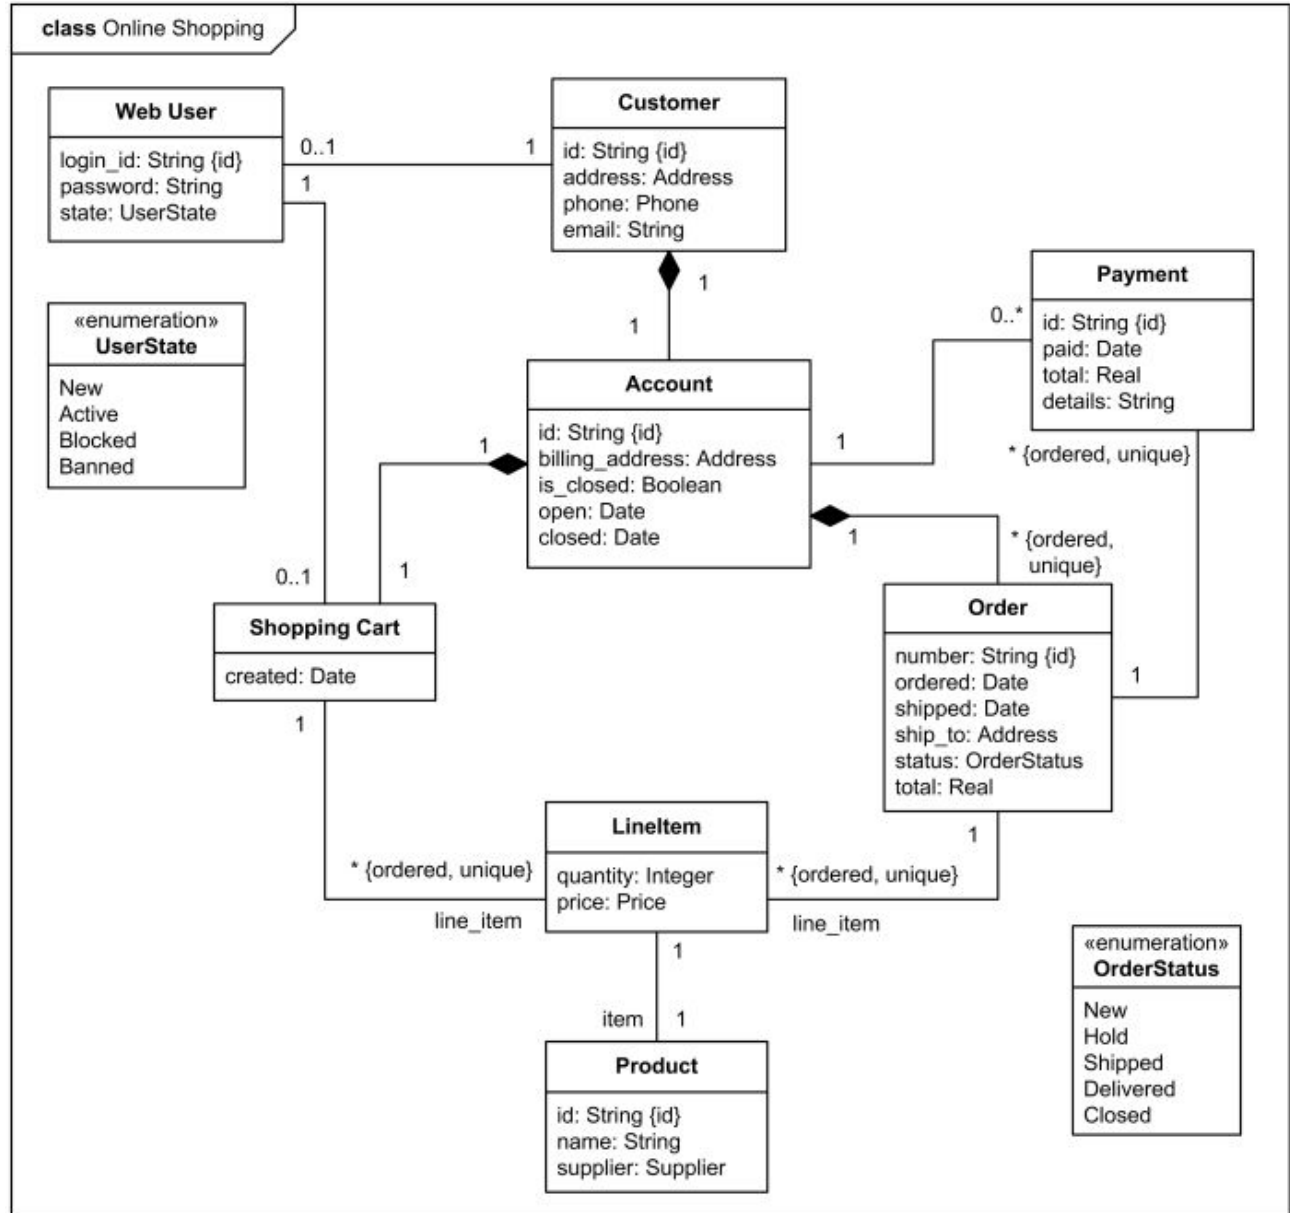 class Online Shopping
Web User
login_id: String {id}
password: String
state: UserState
0..1
1
1
Customer
id: String {id}
address: Address
phone: Phone
email: String
1
1
«enumeration»
UserState
New
Active
Blocked
Banned
Payment
id: String {id}
paid: Date
total: Real
details: String
0..*
* {ordered, unique}
Account
id: String {id}
billing_address: Address
is_closed: Boolean
open: Date
closed: Date
1
1
1
* {ordered,
unique}
0..1
1
Shopping Cart
created: Date
1
Order
number: String {id}
ordered: Date
shipped: Date
ship_to: Address
status: OrderStatus
total: Real
1
1
LineItem
quantity: Integer
price: Price
* {ordered, unique}
line_item
* {ordered, unique}
line_item
1
item
1
Product
id: String {id}
name: String
supplier: Supplier
«enumeration»
OrderStatus
New
Hold
Shipped
Delivered
Closed